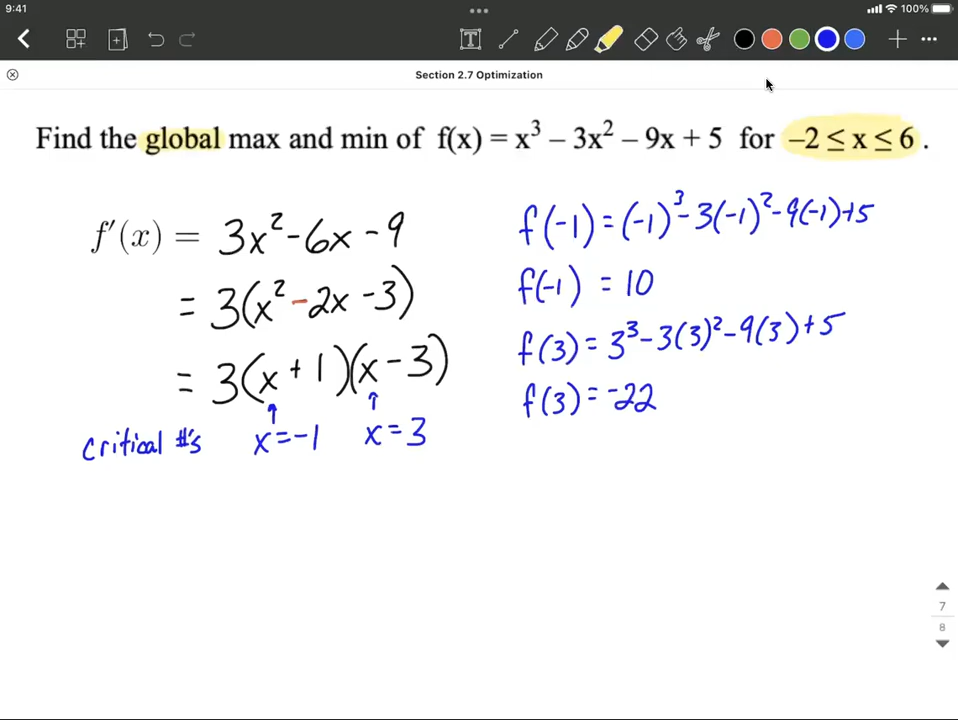 9:41
100%
Section 2.7 Optimization
Find the global max and min of f(x) = x³ – 3x² – 9x + 5 for –2 ≤ x ≤ 6 .
f′(x) = 3x² - 6x - 9
= 3(x² - 2x - 3)
= 3(x + 1)(x - 3)
critical #'s x = -1 x = 3
f(-1) = (-1)³ - 3(-1)² - 9(-1) + 5
f(-1) = 10
f(3) = 3³ - 3(3)² - 9(3) + 5
f(3) = -22
7
8